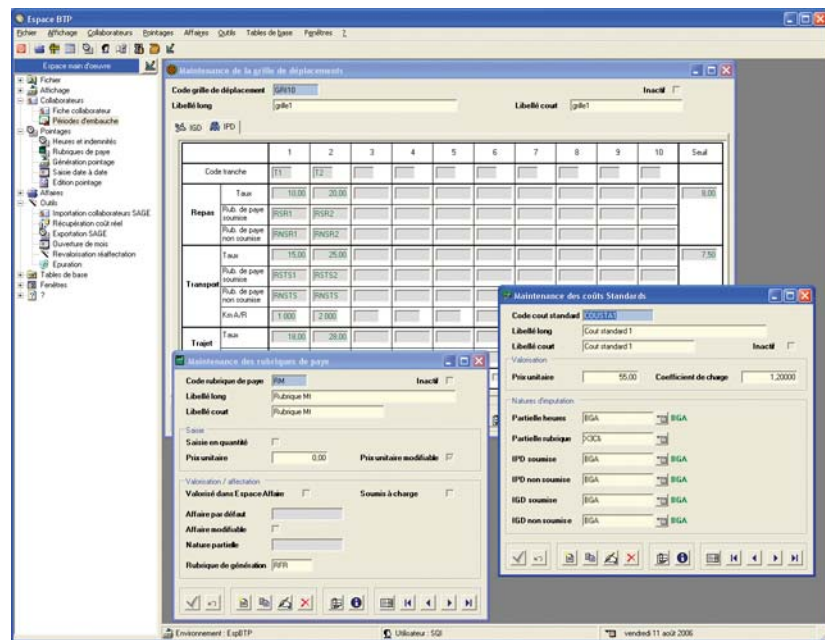 Espace BTP
Fichier Affichage Collaborateurs Pointages Affaires Outils Tables de base Fenêtres ?
Espace main d'oeuvre
Fichier
Affichage
Collaborateurs
Fiche collaborateur
Périodes d'embauche
Pointages
Heures et indemnités
Rubriques de paye
Génération pointage
Saisie date à date
Edition pointage
Affaires
Outils
Importation collaborateurs SAGE
Récupération coût réel
Exportation SAGE
Ouverture de mois
Revalorisation réaffectation
Epuration
Tables de base
Fenêtres
?
Maintenance de la grille de déplacements
Code grille de déplacement GRI10 Inactif
Libellé long grille1 Libellé court grille1
IGD IPD
1 2 3 4 5 6 7 8 9 10 Seuil
Code tranche T1 T2
Repas
Taux 10,00 20,00 8,00
Rub. de paye soumise RSR1 RSR2
Rub. de paye non soumise RNSR1 RNSR2
Transport
Taux 15,00 25,00 7,50
Rub. de paye soumise RSTS1 RSTS2
Rub. de paye non soumise RNSTS RNSTS
Km A/R 1 000 2 000
Trajet
Taux 18,00 28,00
Maintenance des rubriques de paye
Code rubrique de paye RM Inactif
Libellé long Rubrique MI
Libellé court Rubrique MI
Saisie
Saisie en quantité
Prix unitaire 0,00 Prix unitaire modifiable
Valorisation / affectation
Valorisé dans Espace Affaire Soumis à charge
Affaire par défaut
Affaire modifiable
Nature partielle
Rubrique de génération RFR
Maintenance des coûts Standards
Code cout standard COUSTA1
Libellé long Cout standard 1
Libellé court Cout standard 1 Inactif
Valorisation
Prix unitaire 55,00 Coefficient de charge 1,20000
Natures d'imputation
Partielle heures BGA BGA
Partielle rubrique BGA
IPD soumise BGA BGA
IPD non soumise BGA BGA
IGD soumise BGA BGA
IGD non soumise BGA BGA
Environnement : EspBTP Utilisateur : SQI vendredi 11 août 2006